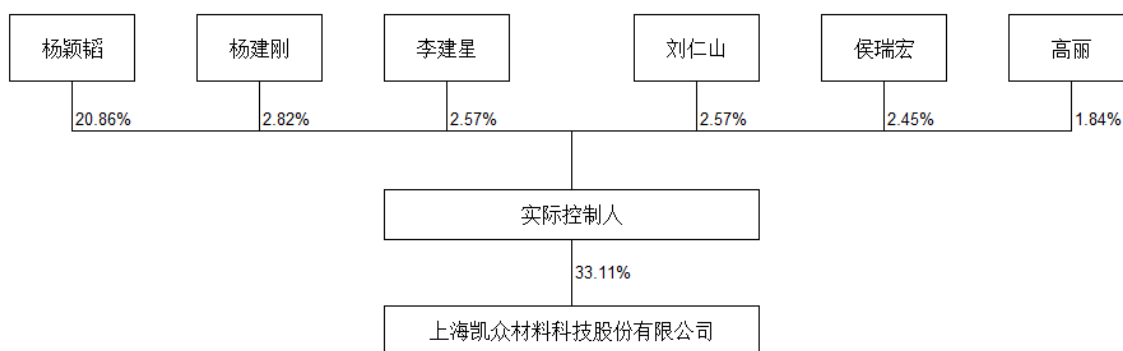 杨颖韬
杨建刚
李建星
刘仁山
侯瑞宏
高丽
20.86%
2.82%
2.57%
2.57%
2.45%
1.84%
实际控制人
33.11%
上海凯众材料科技股份有限公司